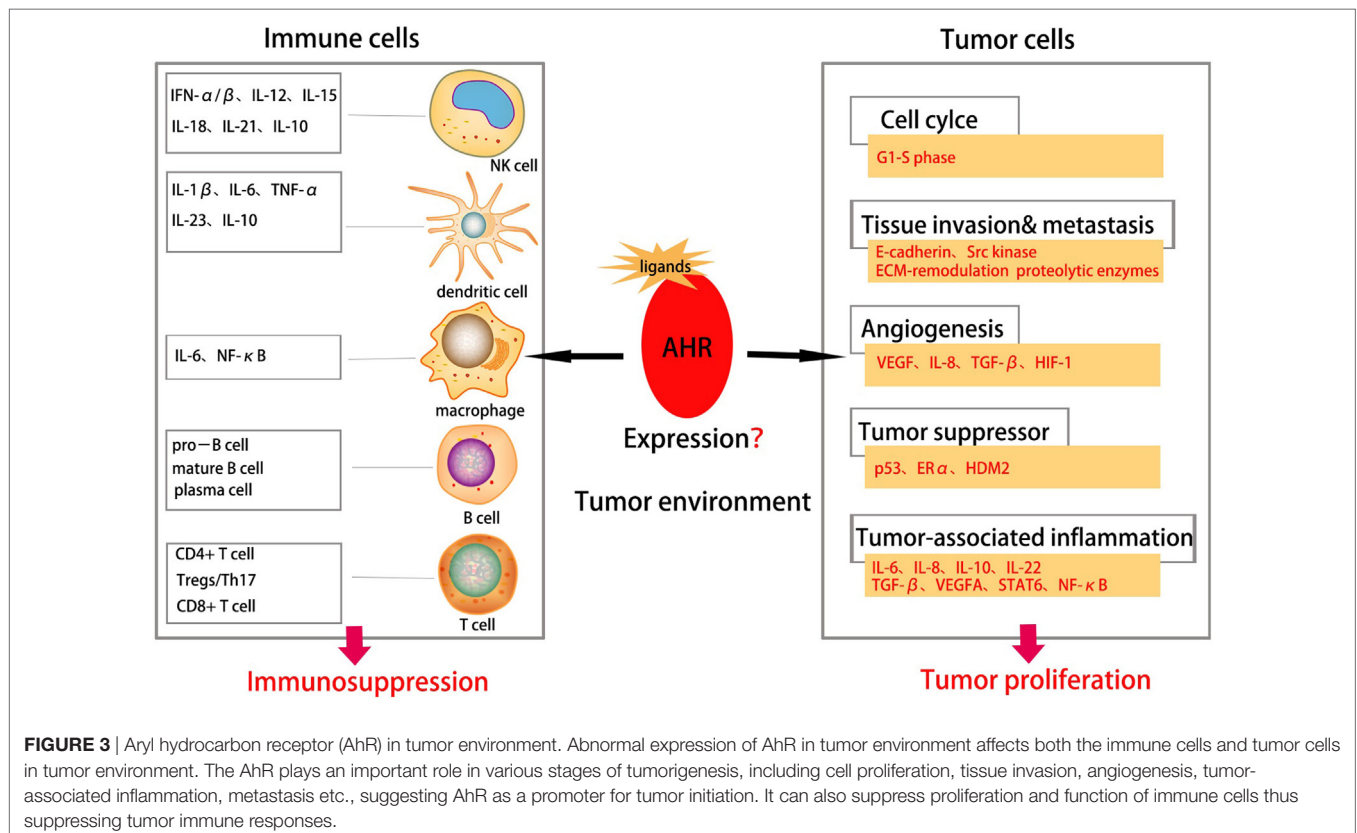 Immune cells
IFN-α/β、IL-12、IL-15
IL-18、IL-21、IL-10
NK cell
IL-1β、IL-6、TNF-α
IL-23、IL-10
dendritic cell
IL-6、NF-κB
macrophage
pro－B cell
mature B cell
plasma cell
B cell
CD4+ T cell
Tregs/Th17
CD8+ T cell
T cell
Immunosuppression
ligands
AHR
Expression?
Tumor environment
Tumor cells
Cell cylce
G1-S phase
Tissue invasion& metastasis
E-cadherin、Src kinase
ECM-remodulation proteolytic enzymes
Angiogenesis
VEGF、IL-8、TGF-β、HIF-1
Tumor suppressor
p53、ERα、HDM2
Tumor-associated inflammation
IL-6、IL-8、IL-10、IL-22
TGF-β、VEGFA、STAT6、NF-κB
Tumor proliferation
FIGURE 3 | Aryl hydrocarbon receptor (AhR) in tumor environment. Abnormal expression of AhR in tumor environment affects both the immune cells and tumor cells
in tumor environment. The AhR plays an important role in various stages of tumorigenesis, including cell proliferation, tissue invasion, angiogenesis, tumor-
associated inflammation, metastasis etc., suggesting AhR as a promoter for tumor initiation. It can also suppress proliferation and function of immune cells thus
suppressing tumor immune responses.